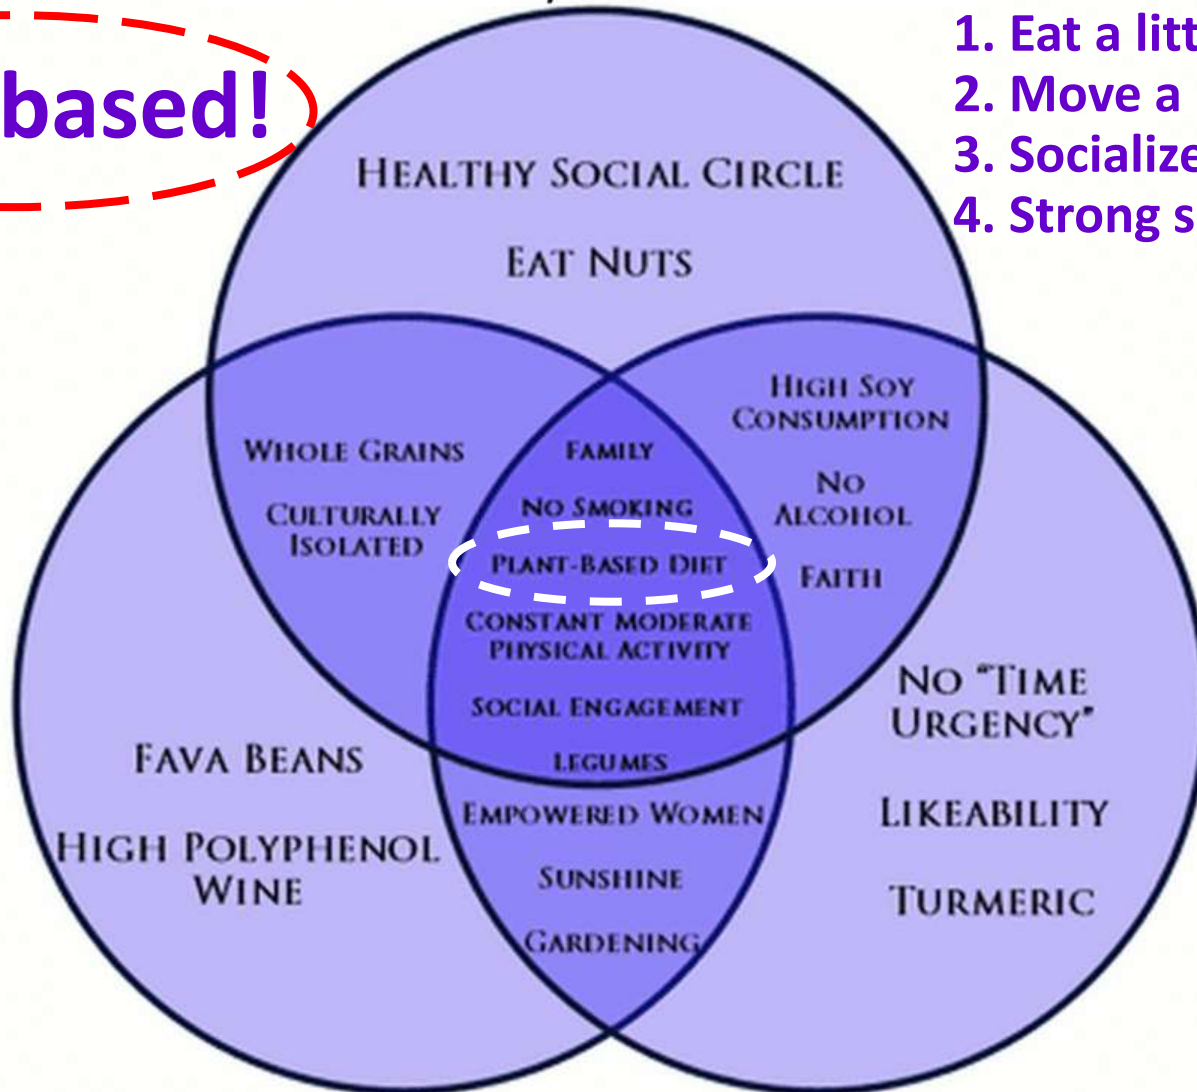 based!
1. Eat a litt
2. Move a
3. Socialize
4. Strong s
HEALTHY SOCIAL CIRCLE
EAT NUTS
HIGH SOY
CONSUMPTION
NO
ALCOHOL
FAITH
WHOLE GRAINS
CULTURALLY
ISOLATED
FAMILY
NO SMOKING
PLANT-BASED DIET
CONSTANT MODERATE
PHYSICAL ACTIVITY
SOCIAL ENGAGEMENT
LEGUMES
NO "TIME
URGENCY"
LIKEABILITY
TURMERIC
FAVA BEANS
HIGH POLYPHENOL
WINE
EMPOWERED WOMEN
SUNSHINE
GARDENING